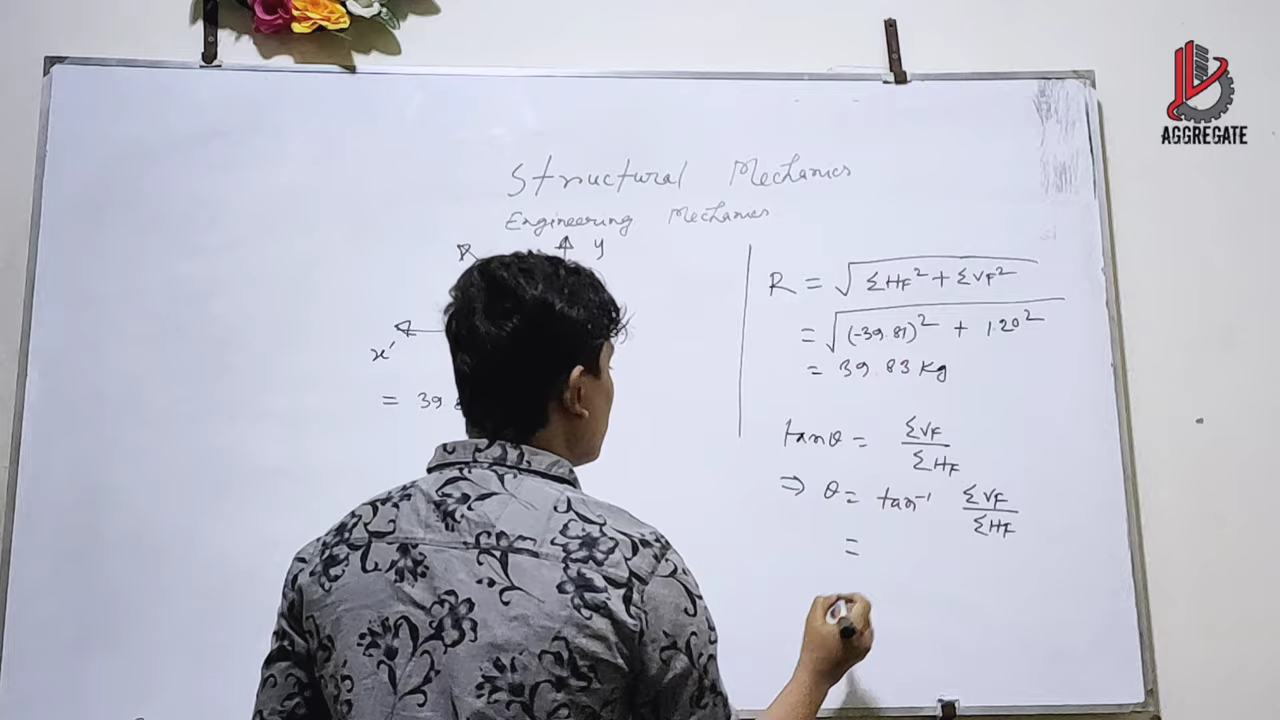 AGGREGATE
Structural Mechanics
Engineering Mechanics
y
x'
= 39.8
R = √ΣHF² + ΣVF²
= √(-39.81)² + 1.20²
= 39.83 Kg
tanθ = ΣVF/ΣHF
⇒ θ = tan⁻¹ ΣVF/ΣHF
=